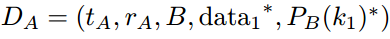 D_A = (t_A, r_A, B, data_1^*, P_B(k_1)^*)